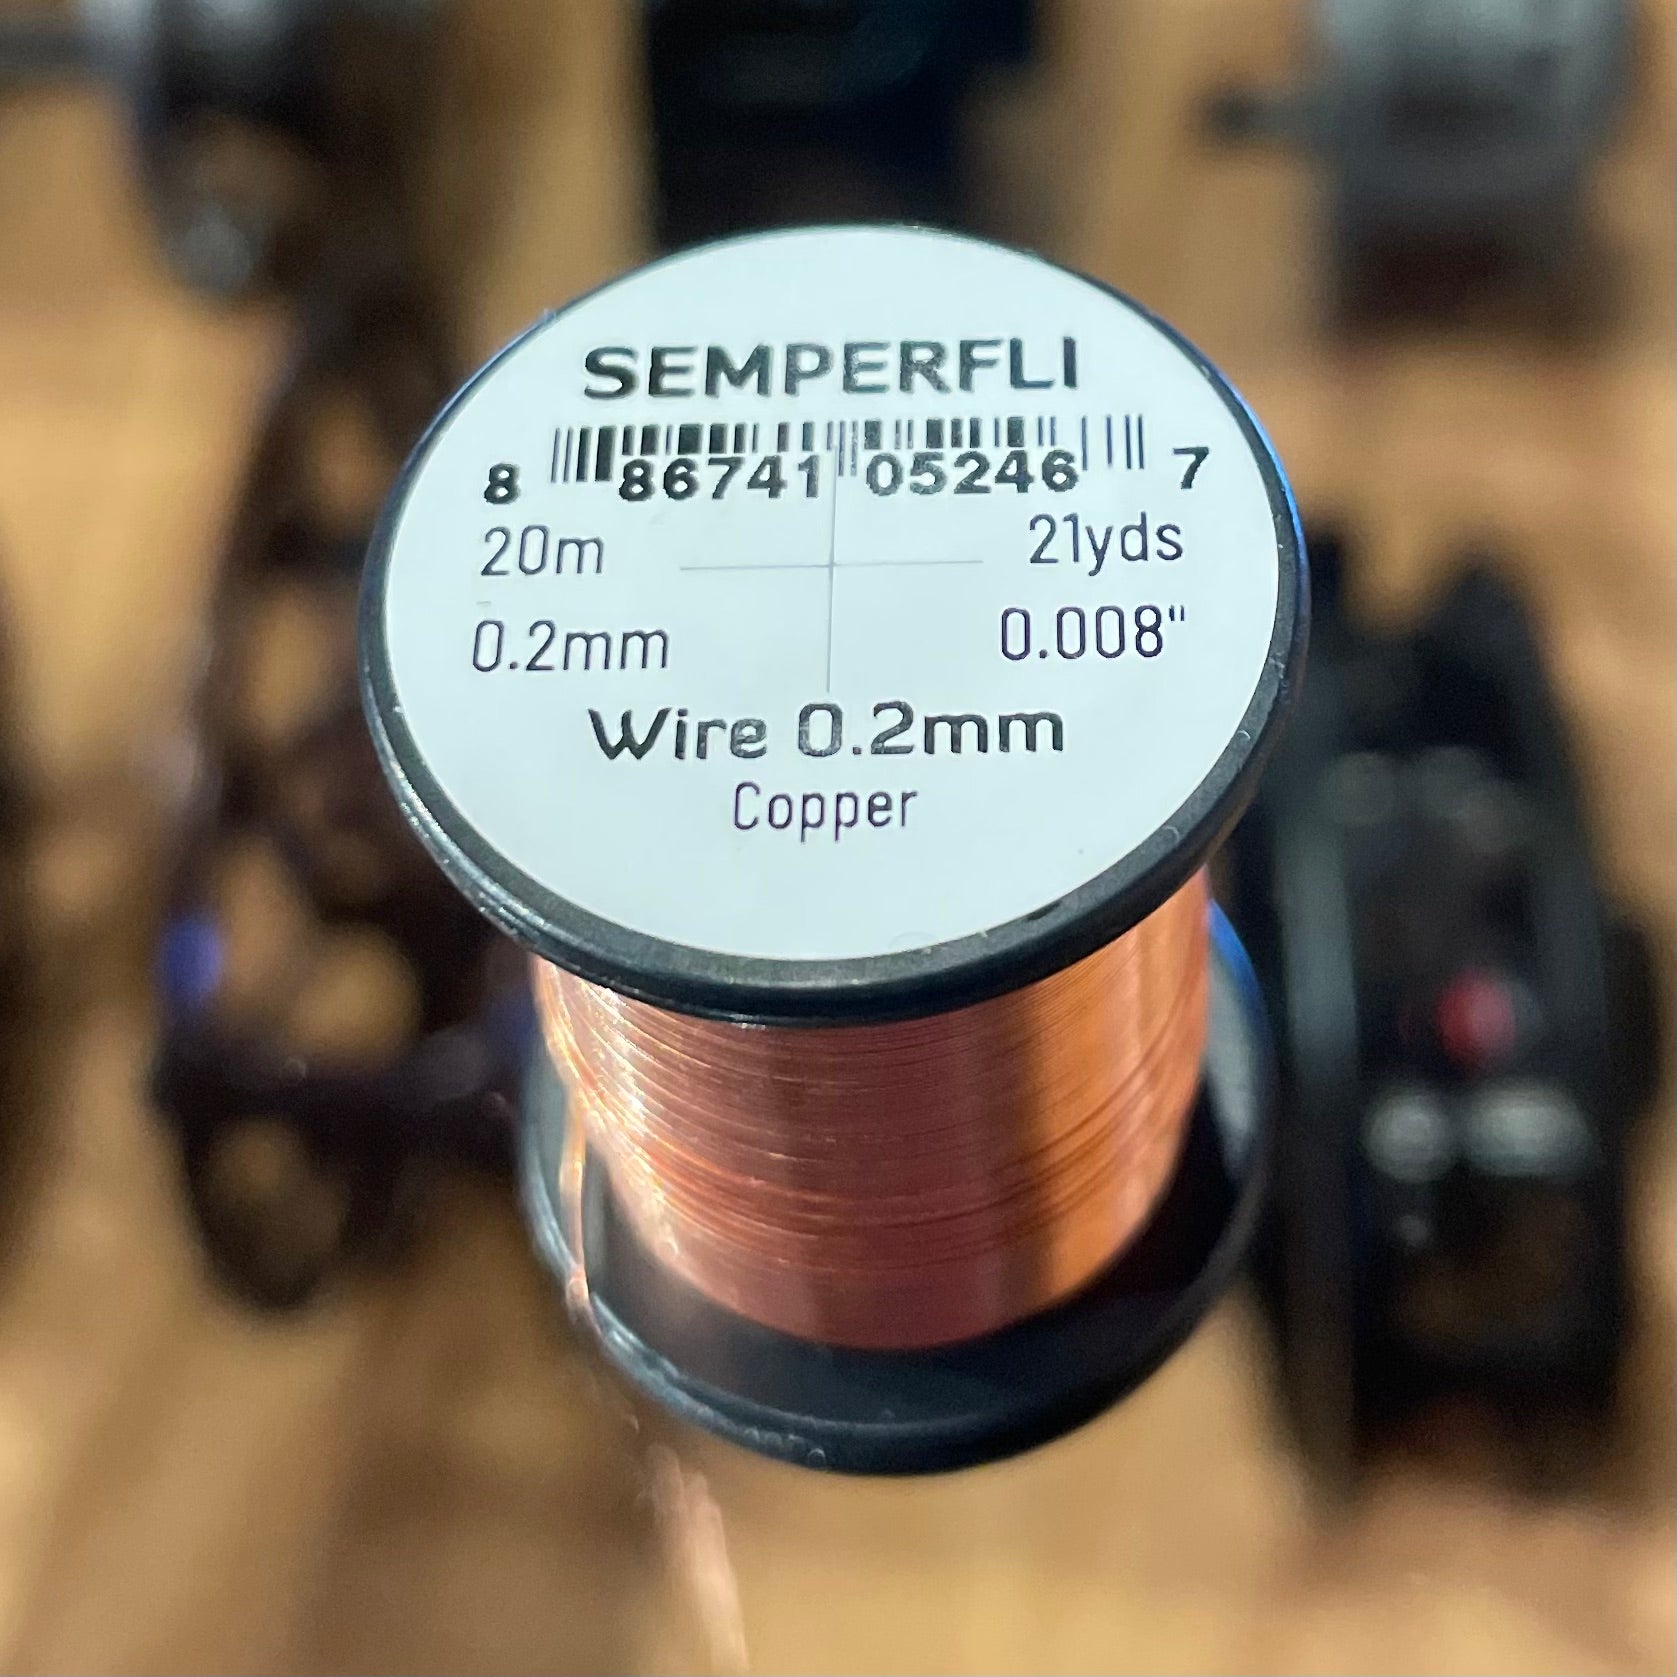 SEMPERFLI
8 86741 05246 7
20m 21yds
0.2mm 0.008"
Wire 0.2mm
Copper